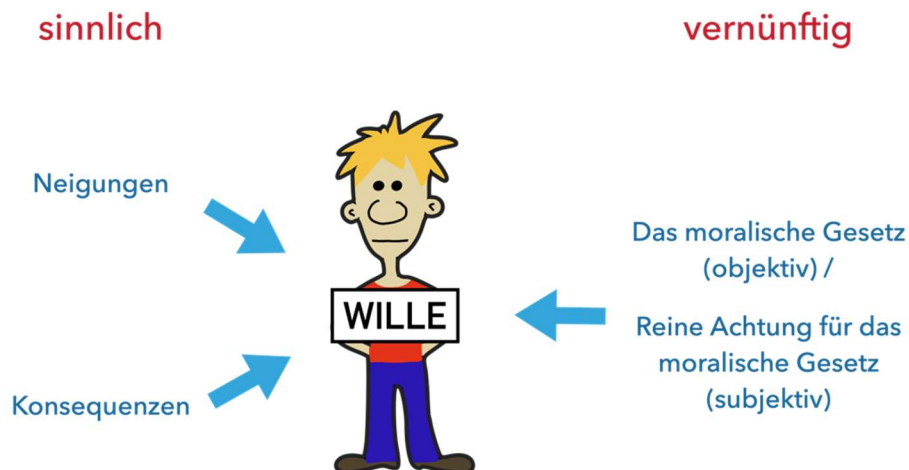 sinnlich
vernünftig
Neigungen
Konsequenzen
WILLE
Das moralische Gesetz
(objektiv) /
Reine Achtung für das
moralische Gesetz
(subjektiv)